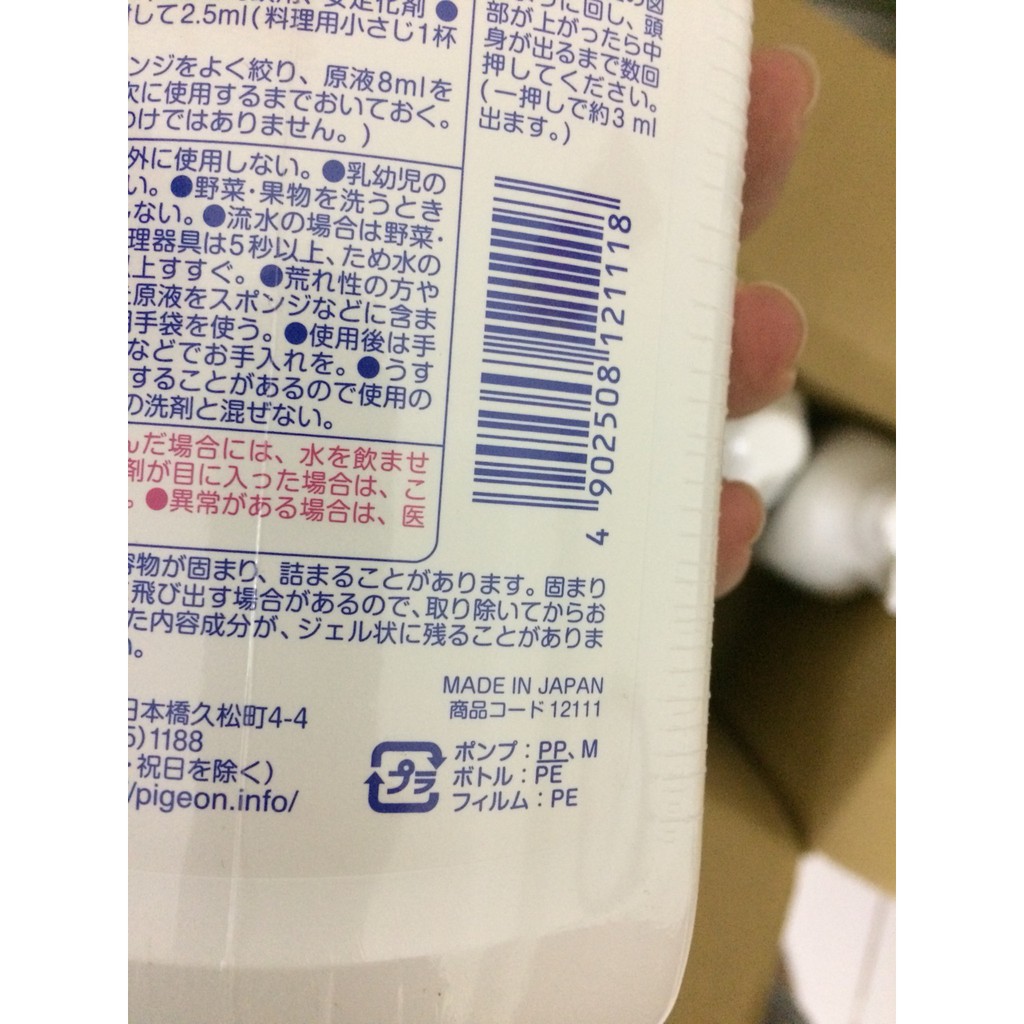 して2.5ml(料理用小さじ1杯
ンジをよく絞り、原液8mlを
次に使用するまでおいておく。
わけではありません。)
外に使用しない。●乳幼児の
い。●野菜・果物を洗うとき
ない。●流水の場合は野菜・
理器具は5秒以上、ため水の
上すすぐ。●荒れ性の方や
原液をスポンジなどに含ま
手袋を使う。●使用後は手
などでお手入れを。●うす
することがあるので使用の
の洗剤と混ぜない。
んだ場合には、水を飲ませ
剤が目に入った場合は、こ
。●異常がある場合は、医
に回し、頭
部が上がったら中
身が出るまで数回
押してください。
(一押しで約3 ml
出ます。)
4 902508 121118
容物が固まり、詰まることがあります。固まり
飛び出す場合があるので、取り除いてからお
た内容成分が、ジェル状に残ることがありま
MADE IN JAPAN
商品コード 12111
日本橋久松町4-4
5)1188
・祝日を除く)
/pigeon.info/
プラ
ポンプ：PP、M
ボトル：PE
フィルム：PE